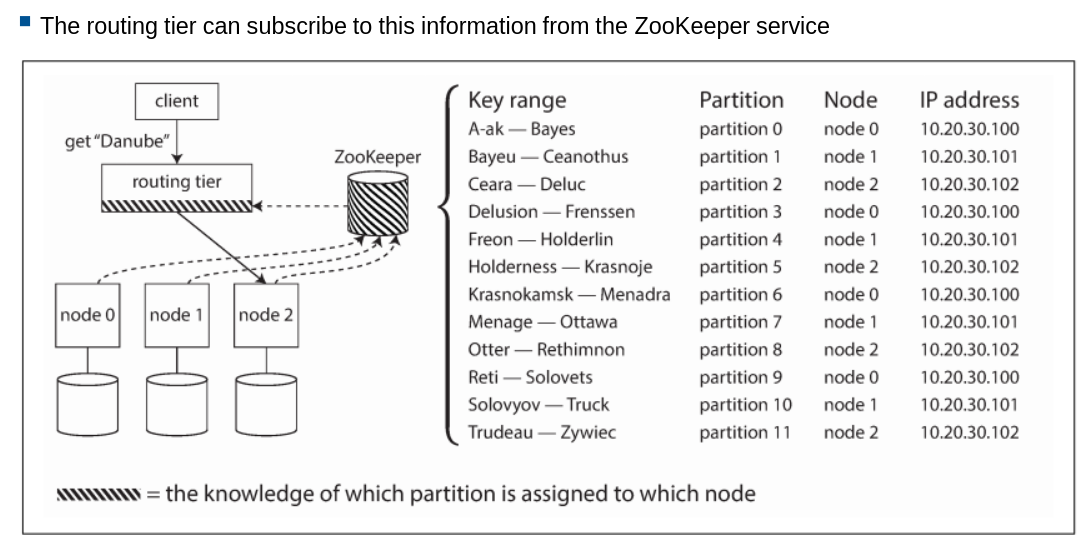 The routing tier can subscribe to this information from the ZooKeeper service
client
get “Danube”
routing tier
ZooKeeper
node 0 node 1 node 2
Key range Partition Node IP address
A-ak — Bayes partition 0 node 0 10.20.30.100
Bayeu — Ceanothus partition 1 node 1 10.20.30.101
Ceara — Deluc partition 2 node 2 10.20.30.102
Delusion — Frenssen partition 3 node 0 10.20.30.100
Freon — Holderlin partition 4 node 1 10.20.30.101
Holderness — Krasnoje partition 5 node 2 10.20.30.102
Krasnokamsk — Menadra partition 6 node 0 10.20.30.100
Menage — Ottawa partition 7 node 1 10.20.30.101
Otter — Rethimnon partition 8 node 2 10.20.30.102
Reti — Solovets partition 9 node 0 10.20.30.100
Solovyov — Truck partition 10 node 1 10.20.30.101
Trudeau — Zywiec partition 11 node 2 10.20.30.102
= the knowledge of which partition is assigned to which node